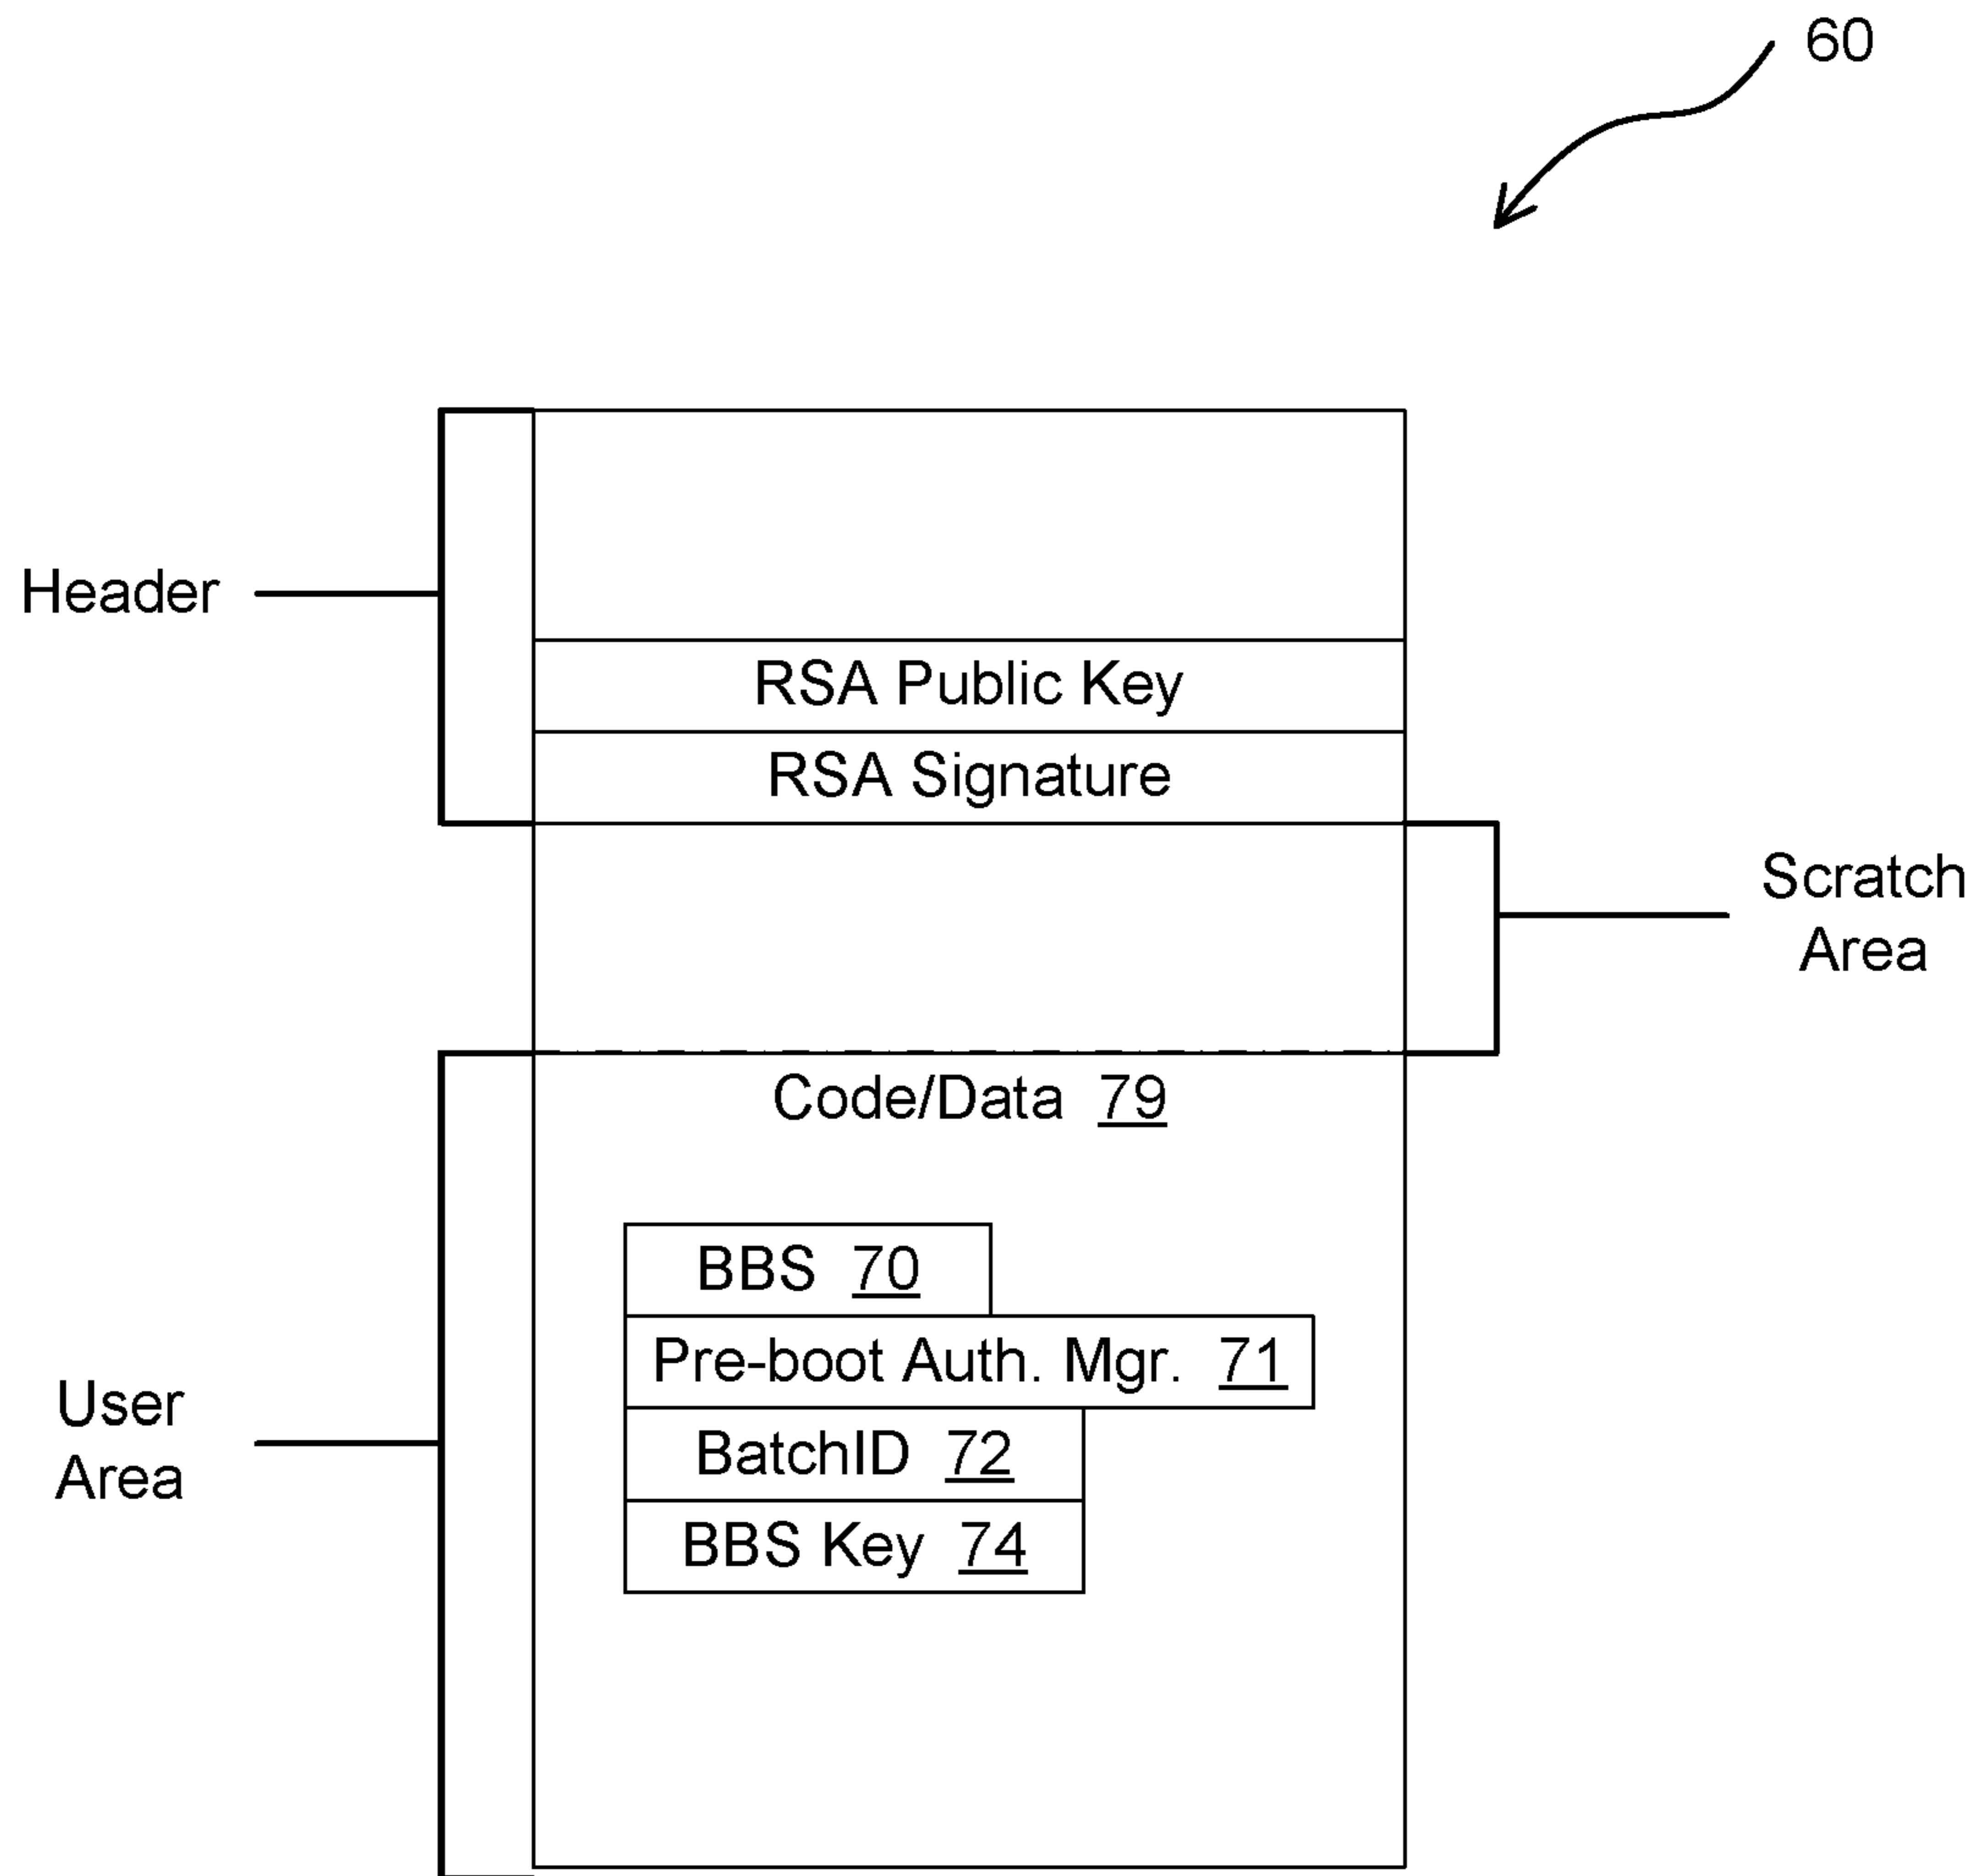 60
Header
RSA Public Key
RSA Signature
Scratch
Area
Code/Data 79
BBS 70
Pre-boot Auth. Mgr. 71
User
Area
BatchID 72
BBS Key 74